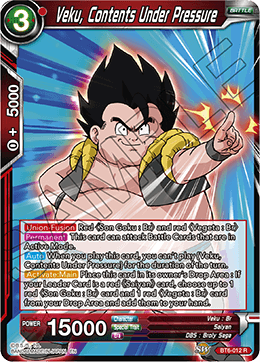 3
Veku, Contents Under Pressure
BATTLE
0 + 5000
Union-Fusion Red <Son Goku : Br> and red <Vegeta : Br>
Permanent This card can attack Battle Cards that are in
Active Mode.
Auto When you play this card, you can't play {Veku,
Contents Under Pressure} for the duration of the turn.
Activate Main Place this card in its owner's Drop Area : If
your Leader Card is a red «Saiyan» card, choose up to 1
red <Son Goku : Br> card and 1 red <Vegeta : Br> card
from your Drop Area and add them to your hand.
POWER
15000
Character
Veku : Br
Special Trait
Saiyan
Era
DBS : Broly Saga
BT6-012 R